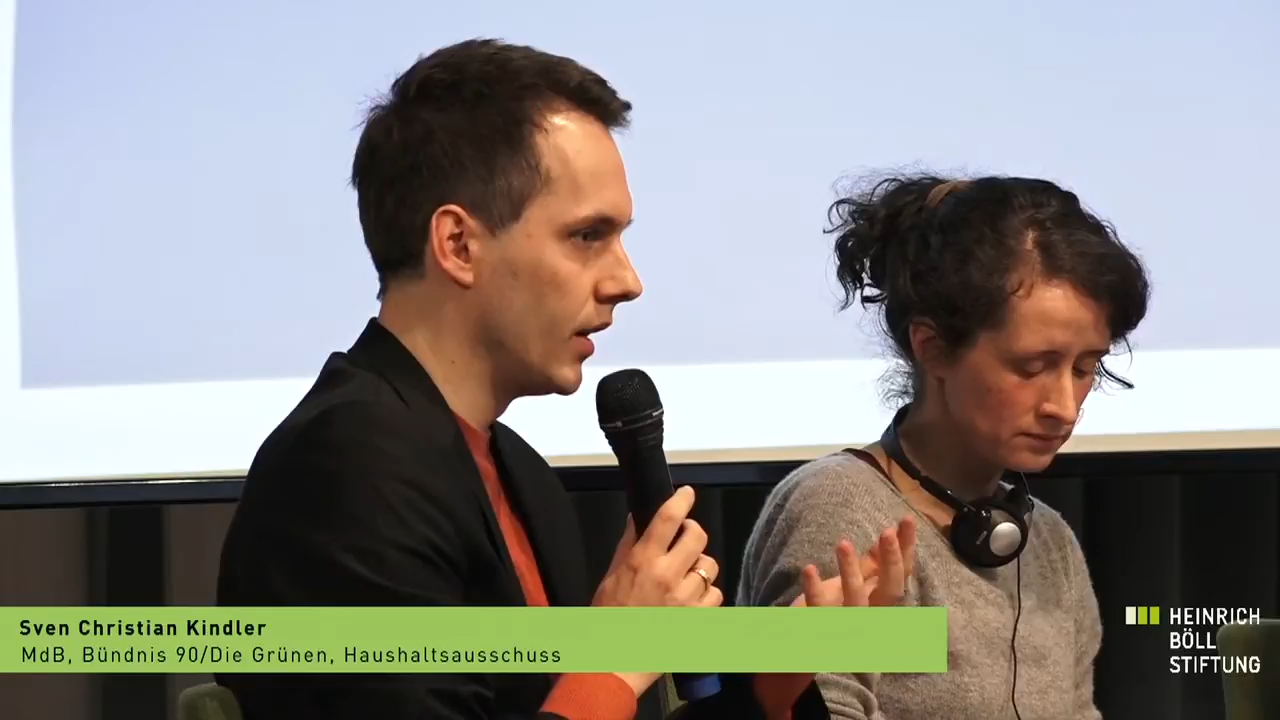 Sven Christian Kindler
MdB, Bündnis 90/Die Grünen, Haushaltsausschuss
HEINRICH
BÖLL
STIFTUNG